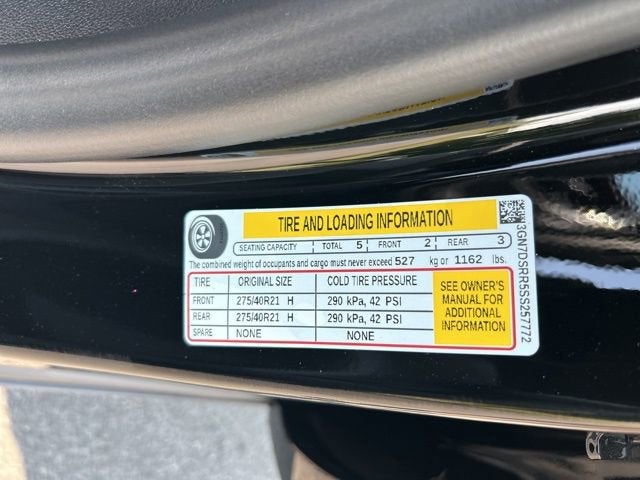 TIRE AND LOADING INFORMATION
SEATING CAPACITY TOTAL 5 FRONT 2 REAR 3
The combined weight of occupants and cargo must never exceed 527 kg or 1162 lbs.
TIRE ORIGINAL SIZE COLD TIRE PRESSURE
FRONT 275/40R21 H 290 kPa, 42 PSI
REAR 275/40R21 H 290 kPa, 42 PSI
SPARE NONE NONE
SEE OWNER'S
MANUAL FOR
ADDITIONAL
INFORMATION
3GN7DSRR5SS257772